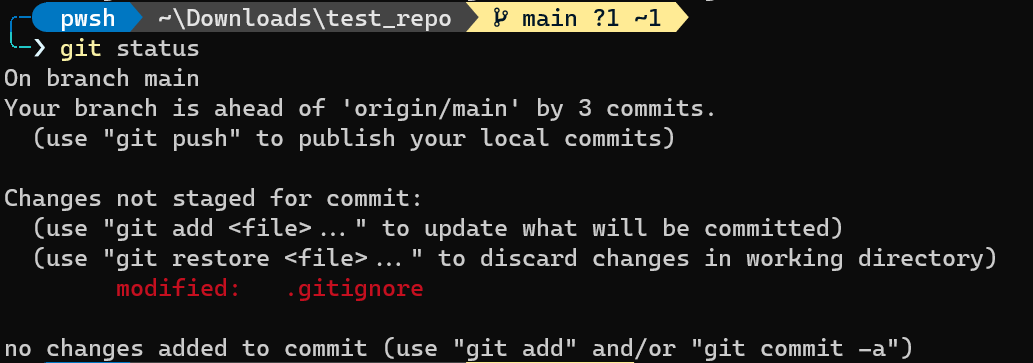 pwsh ~\Downloads\test_repo main ?1 ~1
❯ git status
On branch main
Your branch is ahead of 'origin/main' by 3 commits.
  (use "git push" to publish your local commits)

Changes not staged for commit:
  (use "git add <file>..." to update what will be committed)
  (use "git restore <file>..." to discard changes in working directory)
        modified:   .gitignore

no changes added to commit (use "git add" and/or "git commit -a")